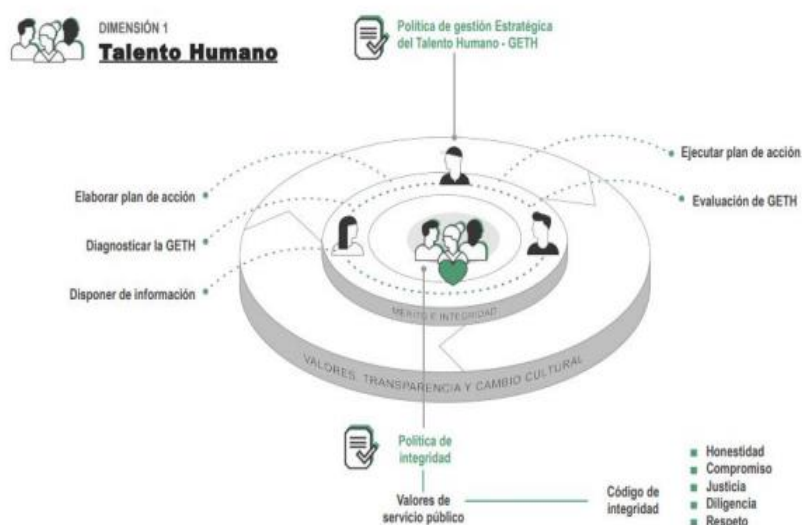 DIMENSIÓN 1
Talento Humano
Política de gestión Estratégica
del Talento Humano - GETH
Ejecutar plan de acción
Elaborar plan de acción
Evaluación de GETH
Diagnosticar la GETH
Disponer de información
MÉRITO E INTEGRIDAD
VALORES, TRANSPARENCIA Y CAMBIO CULTURAL
Política de
integridad
Valores de
servicio público
Código de
integridad
Honestidad
Compromiso
Justicia
Diligencia
Respeto